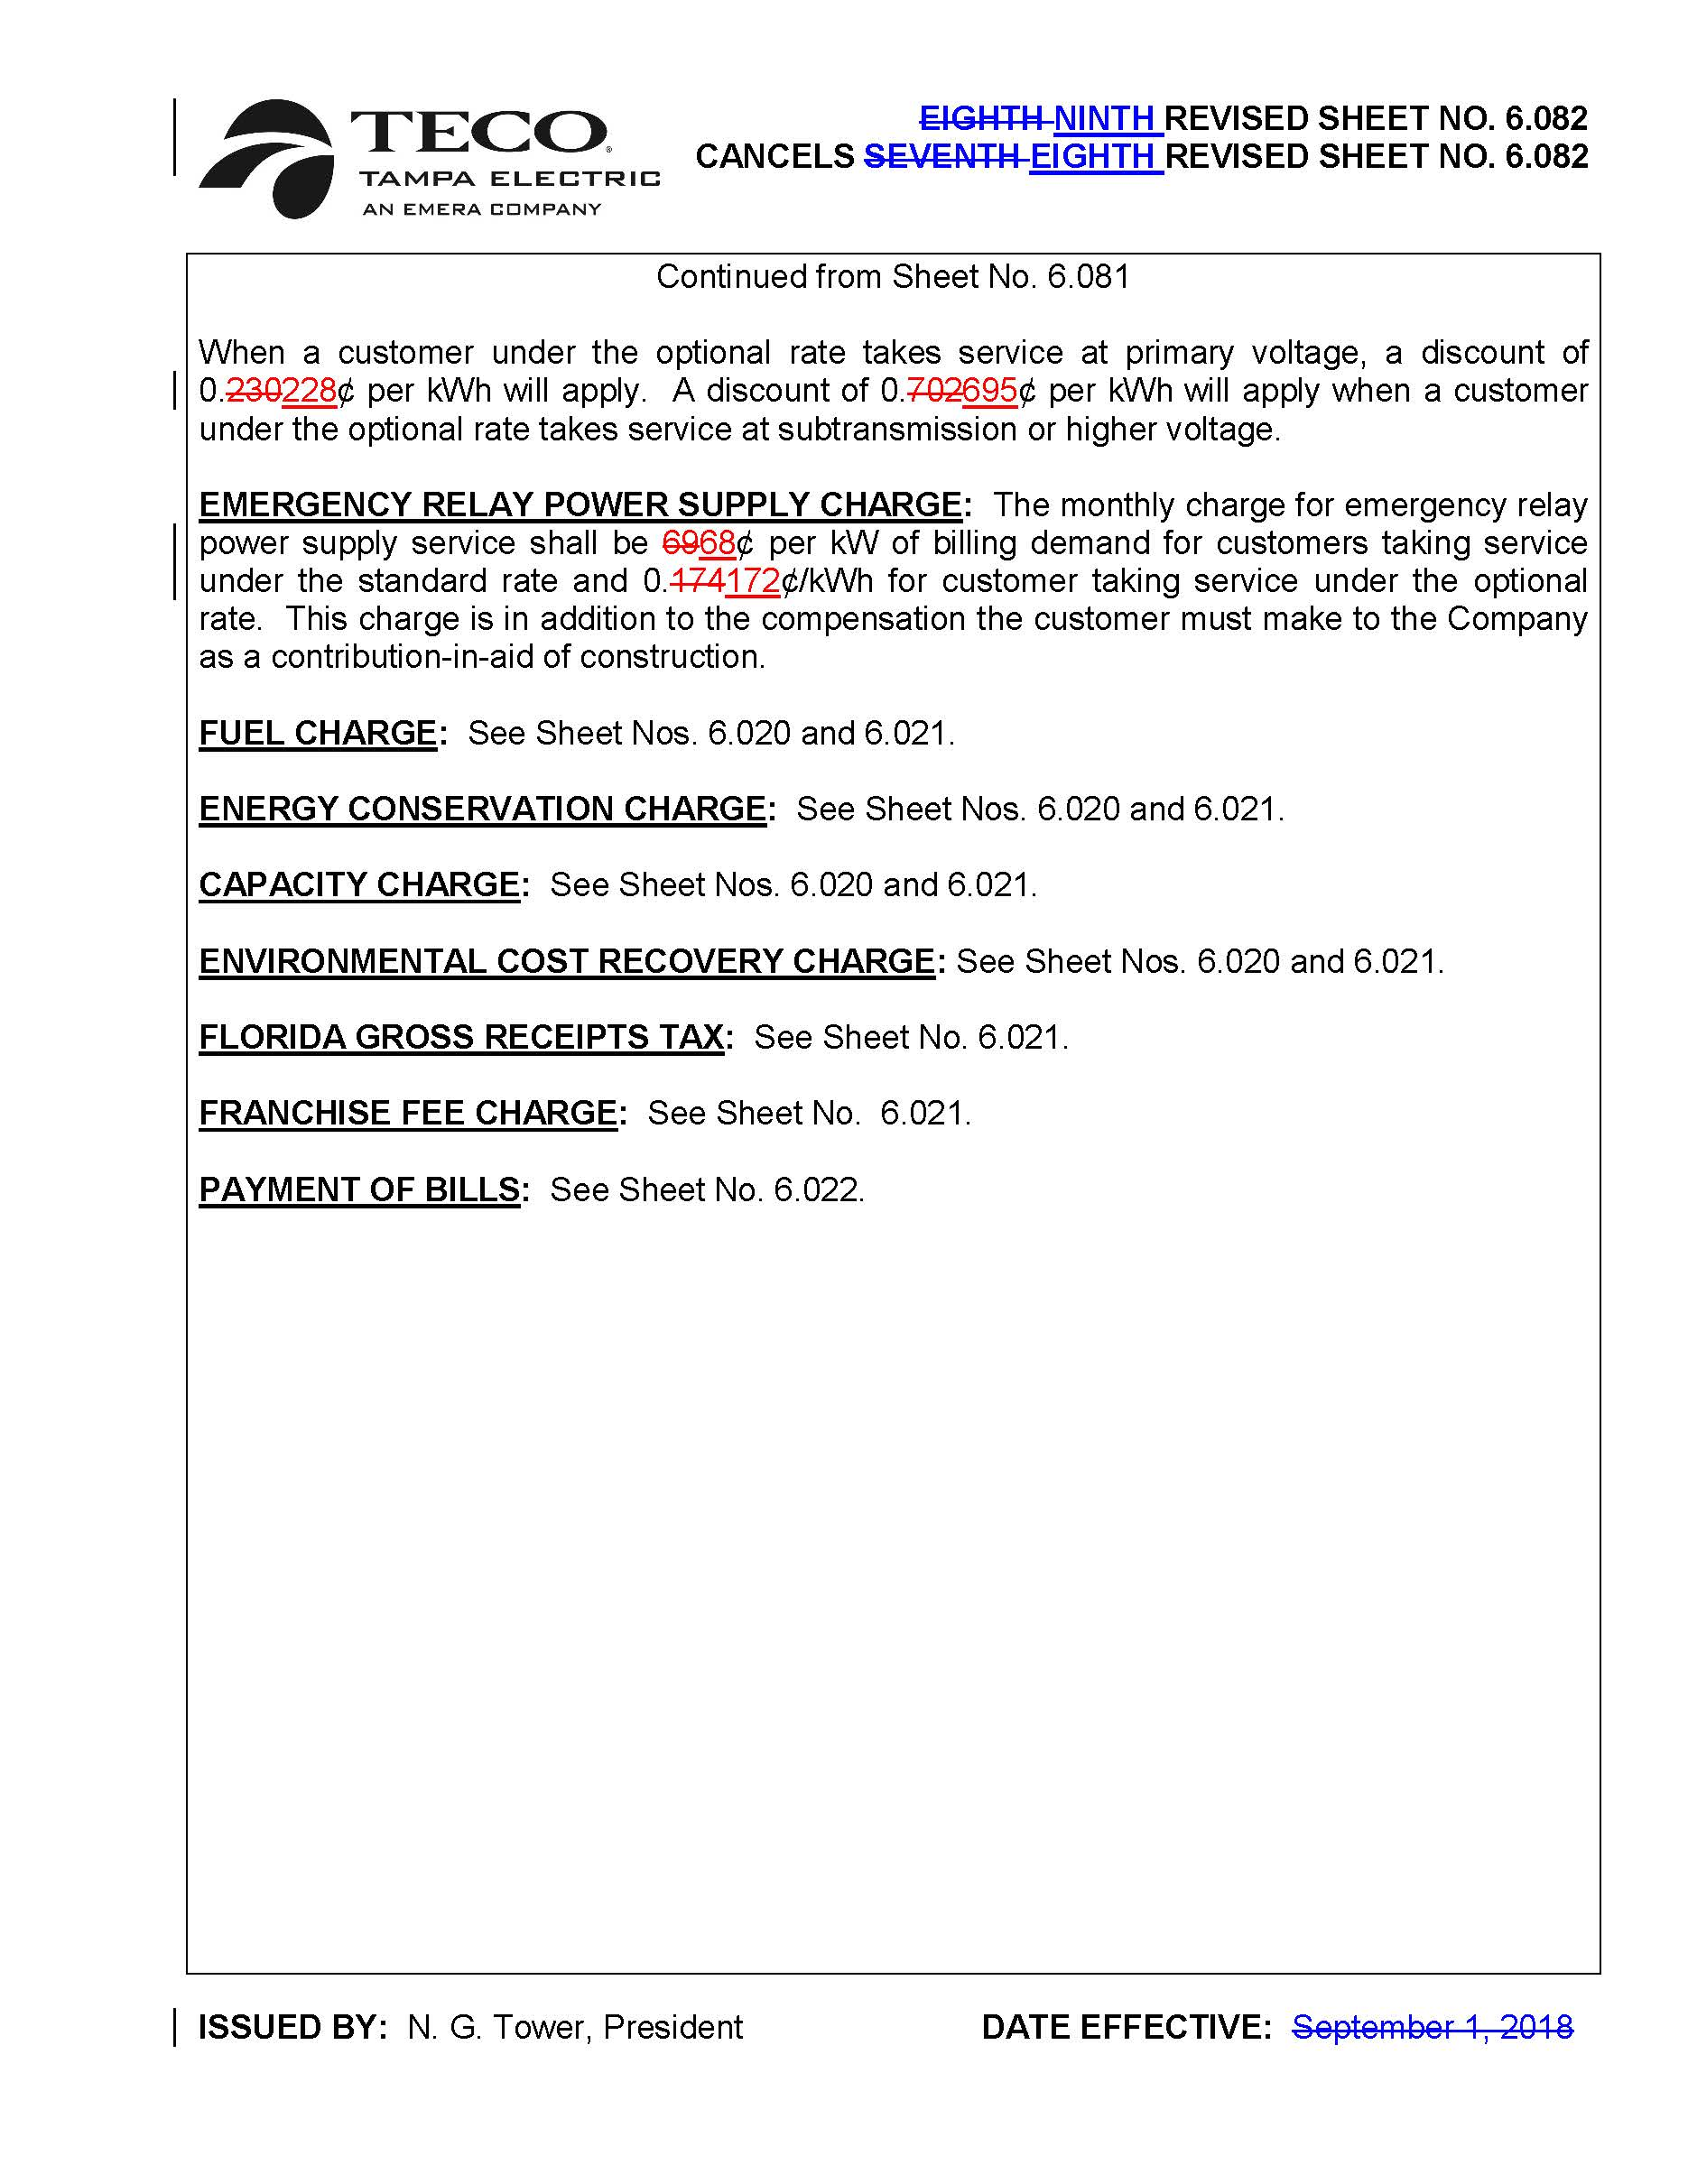 TECO®
TAMPA ELECTRIC
AN EMERA COMPANY
EIGHTH NINTH REVISED SHEET NO. 6.082
CANCELS SEVENTH EIGHTH REVISED SHEET NO. 6.082
Continued from Sheet No. 6.081
When a customer under the optional rate takes service at primary voltage, a discount of
0.230228¢ per kWh will apply.  A discount of 0.702695¢ per kWh will apply when a customer
under the optional rate takes service at subtransmission or higher voltage.
EMERGENCY RELAY POWER SUPPLY CHARGE:  The monthly charge for emergency relay
power supply service shall be 6968¢ per kW of billing demand for customers taking service
under the standard rate and 0.174172¢/kWh for customer taking service under the optional
rate.  This charge is in addition to the compensation the customer must make to the Company
as a contribution-in-aid of construction.
FUEL CHARGE:  See Sheet Nos. 6.020 and 6.021.
ENERGY CONSERVATION CHARGE:  See Sheet Nos. 6.020 and 6.021.
CAPACITY CHARGE:  See Sheet Nos. 6.020 and 6.021.
ENVIRONMENTAL COST RECOVERY CHARGE: See Sheet Nos. 6.020 and 6.021.
FLORIDA GROSS RECEIPTS TAX:  See Sheet No. 6.021.
FRANCHISE FEE CHARGE:  See Sheet No.  6.021.
PAYMENT OF BILLS:  See Sheet No. 6.022.
ISSUED BY:  N. G. Tower, President
DATE EFFECTIVE:  September 1, 2018